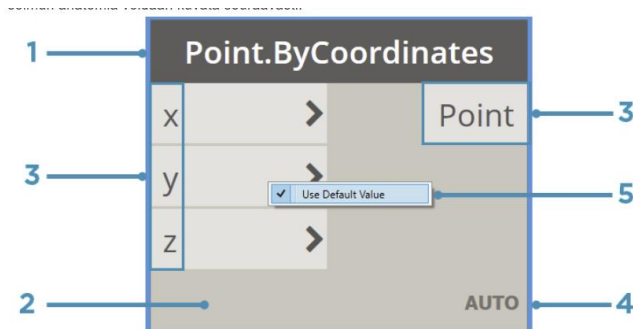 1 Point.ByCoordinates
x Point 3
3 y
Use Default Value 5
z
2 AUTO 4